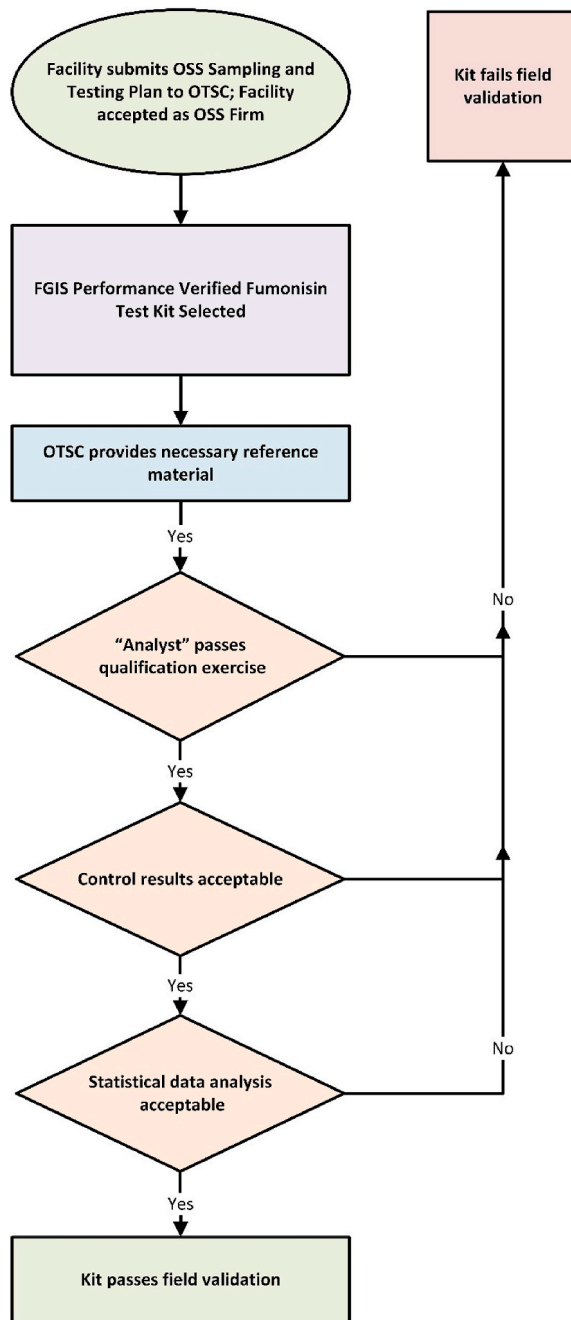 Facility submits OSS Sampling and
Testing Plan to OTSC; Facility
accepted as OSS Firm
Kit fails field
validation
FGIS Performance Verified Fumonisin
Test Kit Selected
OTSC provides necessary reference
material
Yes
No
“Analyst” passes
qualification exercise
Yes
Control results acceptable
Yes
No
Statistical data analysis
acceptable
Yes
Kit passes field validation